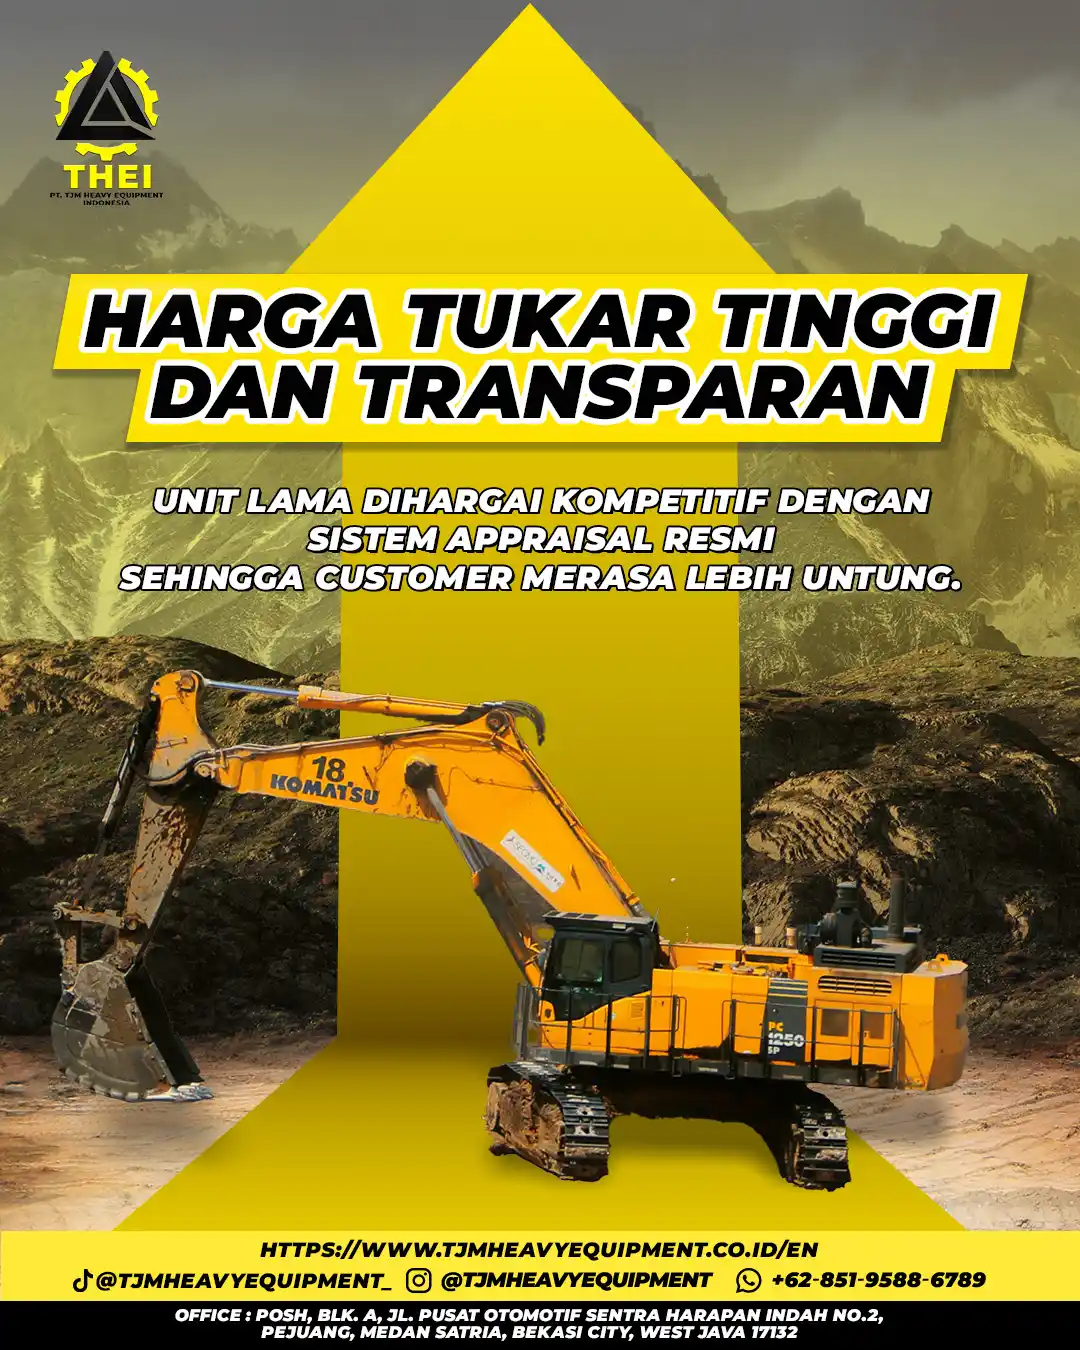 THEI
PT. TJM HEAVY EQUIPMENT
INDONESIA
HARGA TUKAR TINGGI
DAN TRANSPARAN
UNIT LAMA DIHARGAI KOMPETITIF DENGAN
SISTEM APPRAISAL RESMI
SEHINGGA CUSTOMER MERASA LEBIH UNTUNG.
18.
KOMATSU
PC
1250
SP
HTTPS://WWW.TJMHEAVYEQUIPMENT.CO.ID/EN
@TJMHEAVYEQUIPMENT_ @TJMHEAVYEQUIPMENT +62-851-9588-6789
OFFICE : POSH, BLK. A, JL. PUSAT OTOMOTIF SENTRA HARAPAN INDAH NO.2,
PEJUANG, MEDAN SATRIA, BEKASI CITY, WEST JAVA 17132